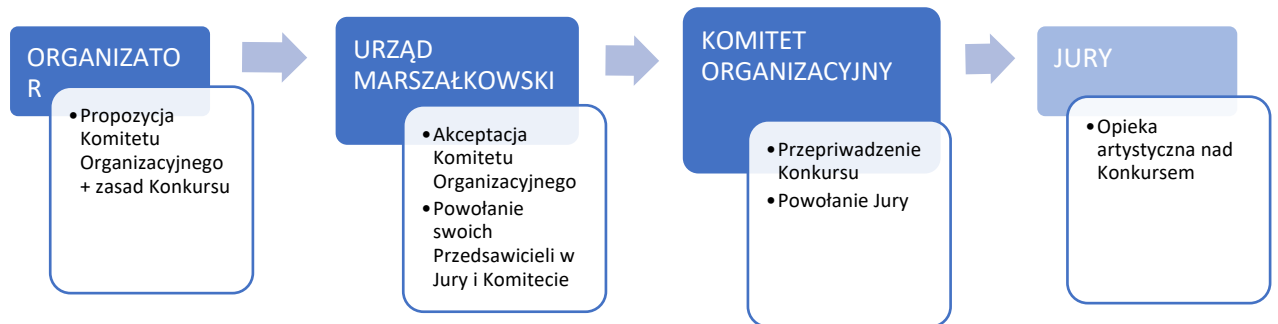 ORGANIZATO
R
•Propozycja
Komitetu
Organizacyjnego
+ zasad Konkursu
URZĄD
MARSZAŁKOWSKI
•Akceptacja
Komitetu
Organizacyjnego
•Powołanie
swoich
Przedsawicieli w
Jury i Komitecie
KOMITET
ORGANIZACYJNY
•Przepriwadzenie
Konkursu
•Powołanie Jury
JURY
•Opieka
artystyczna nad
Konkursem